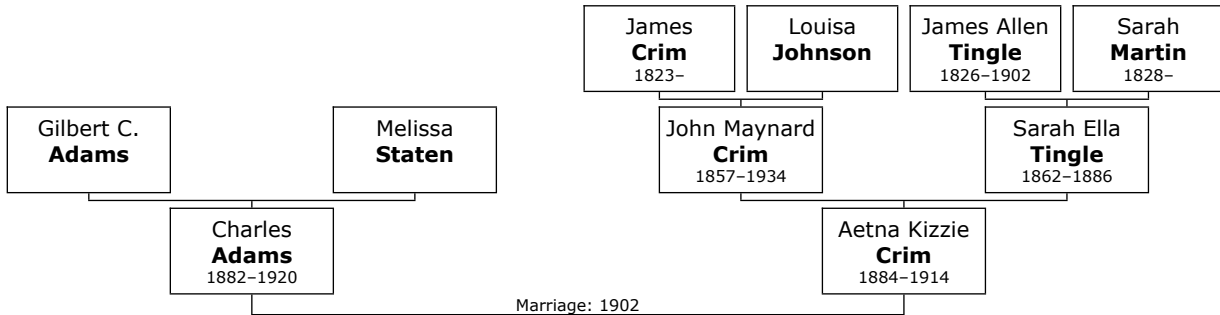 James
Crim
1823–
Louisa
Johnson
James Allen
Tingle
1826–1902
Sarah
Martin
1828–
Gilbert C.
Adams
Melissa
Staten
John Maynard
Crim
1857–1934
Sarah Ella
Tingle
1862–1886
Charles
Adams
1882–1920
Aetna Kizzie
Crim
1884–1914
Marriage: 1902